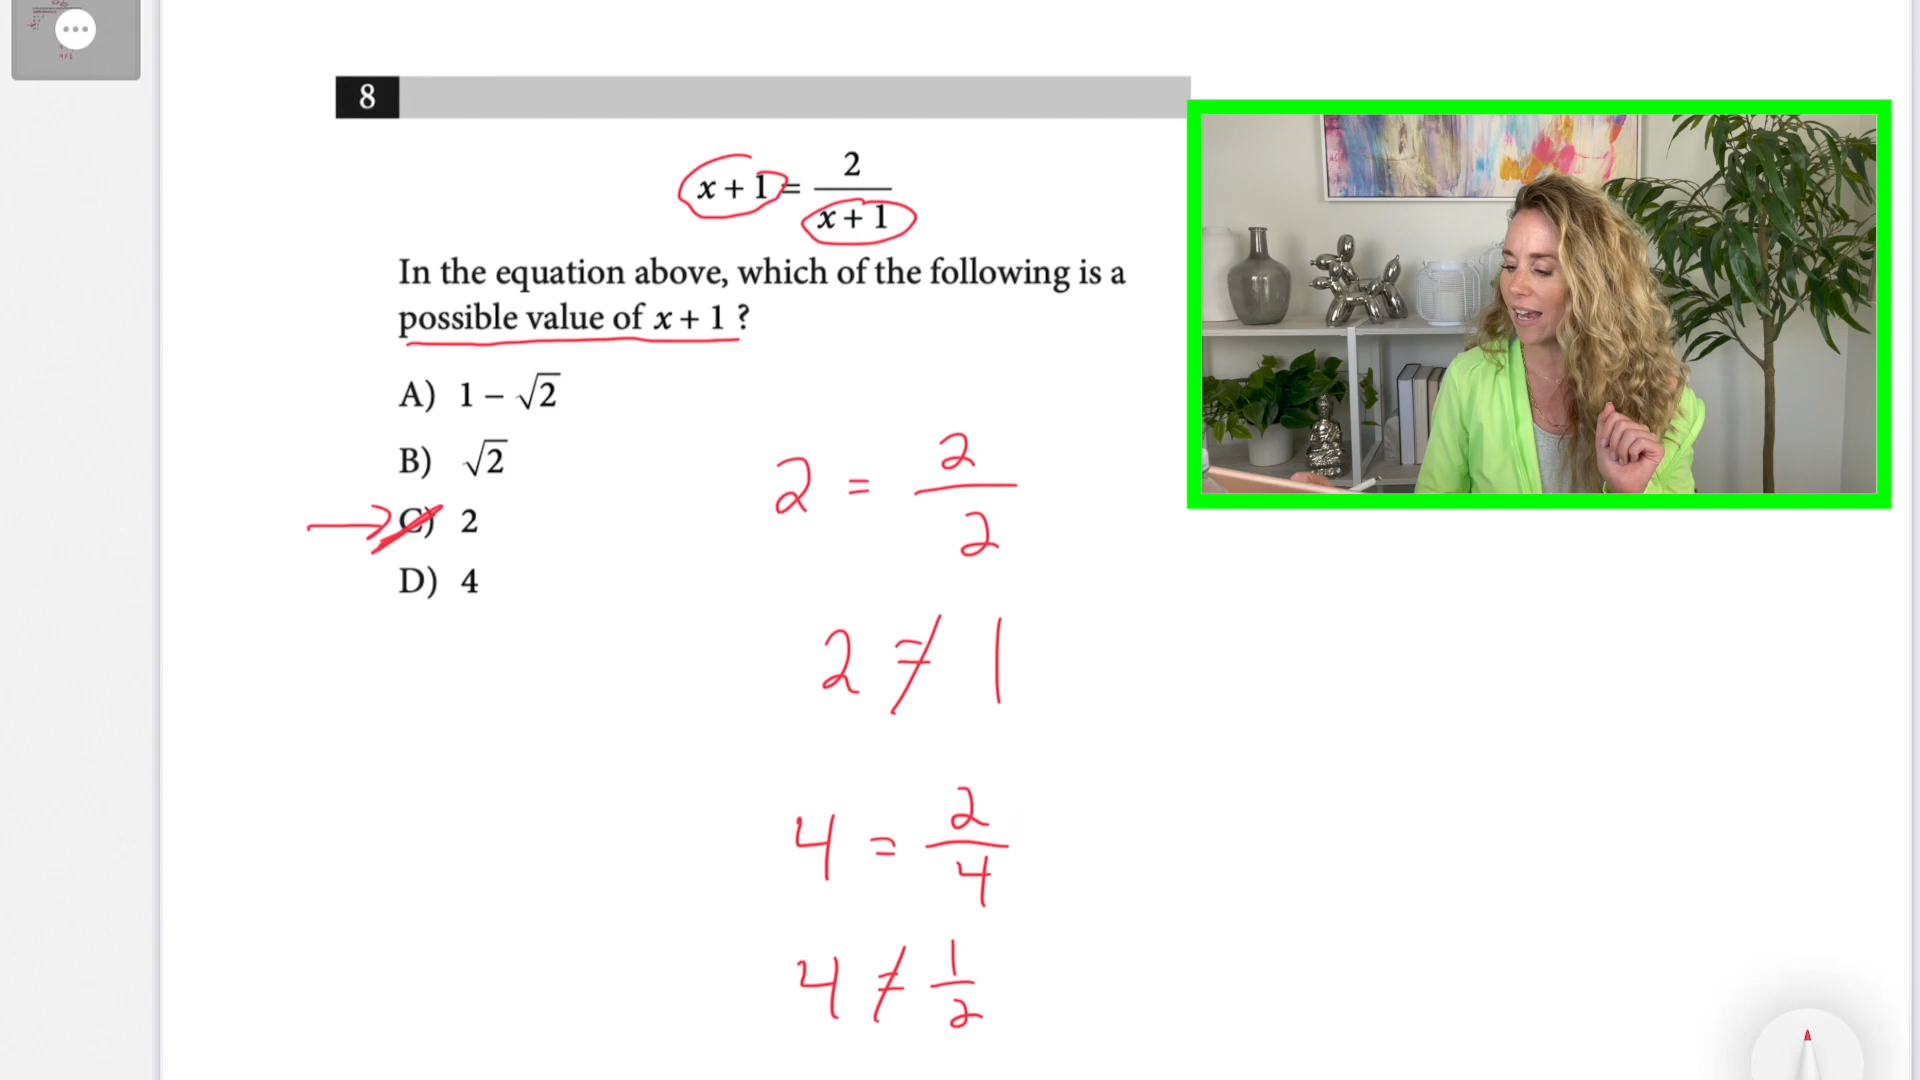 8
x + 1 = 2 / (x + 1)
In the equation above, which of the following is a
possible value of x + 1 ?
A) 1 – √2
B) √2
C) 2
D) 4
2 = 2 / 2
2 ≠ 1
4 = 2 / 4
4 ≠ 1 / 2